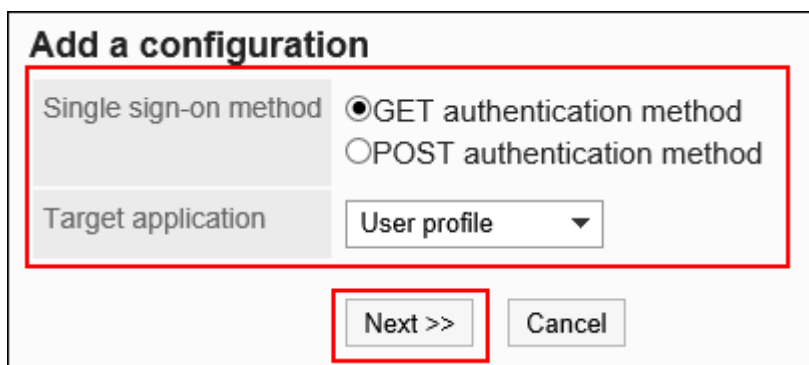 Add a configuration
Single sign-on method
GET authentication method
POST authentication method
Target application
User profile
Next >>
Cancel